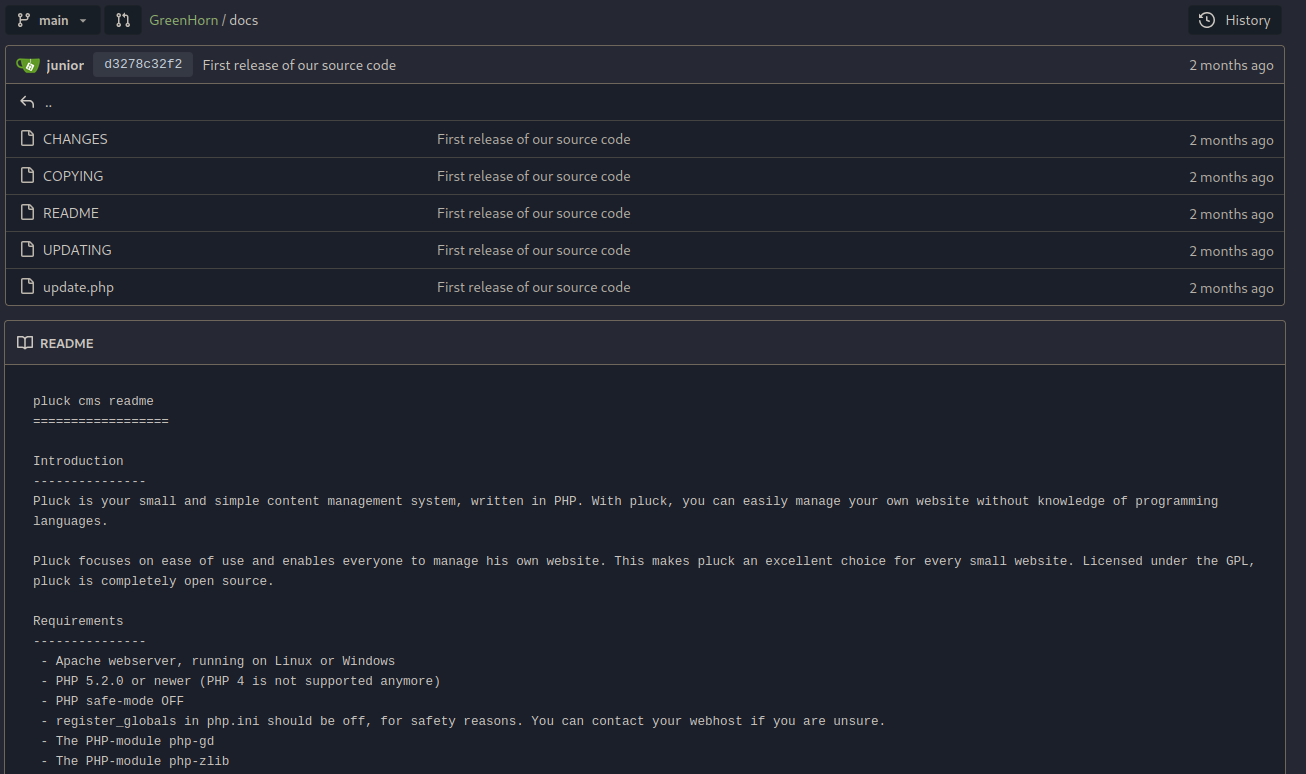 main
GreenHorn / docs
History
junior d3278c32f2 First release of our source code 2 months ago
..
CHANGES First release of our source code 2 months ago
COPYING First release of our source code 2 months ago
README First release of our source code 2 months ago
UPDATING First release of our source code 2 months ago
update.php First release of our source code 2 months ago
README
pluck cms readme
==================
Introduction
---------------
Pluck is your small and simple content management system, written in PHP. With pluck, you can easily manage your own website without knowledge of programming
languages.
Pluck focuses on ease of use and enables everyone to manage his own website. This makes pluck an excellent choice for every small website. Licensed under the GPL,
pluck is completely open source.
Requirements
---------------
- Apache webserver, running on Linux or Windows
- PHP 5.2.0 or newer (PHP 4 is not supported anymore)
- PHP safe-mode OFF
- register_globals in php.ini should be off, for safety reasons. You can contact your webhost if you are unsure.
- The PHP-module php-gd
- The PHP-module php-zlib